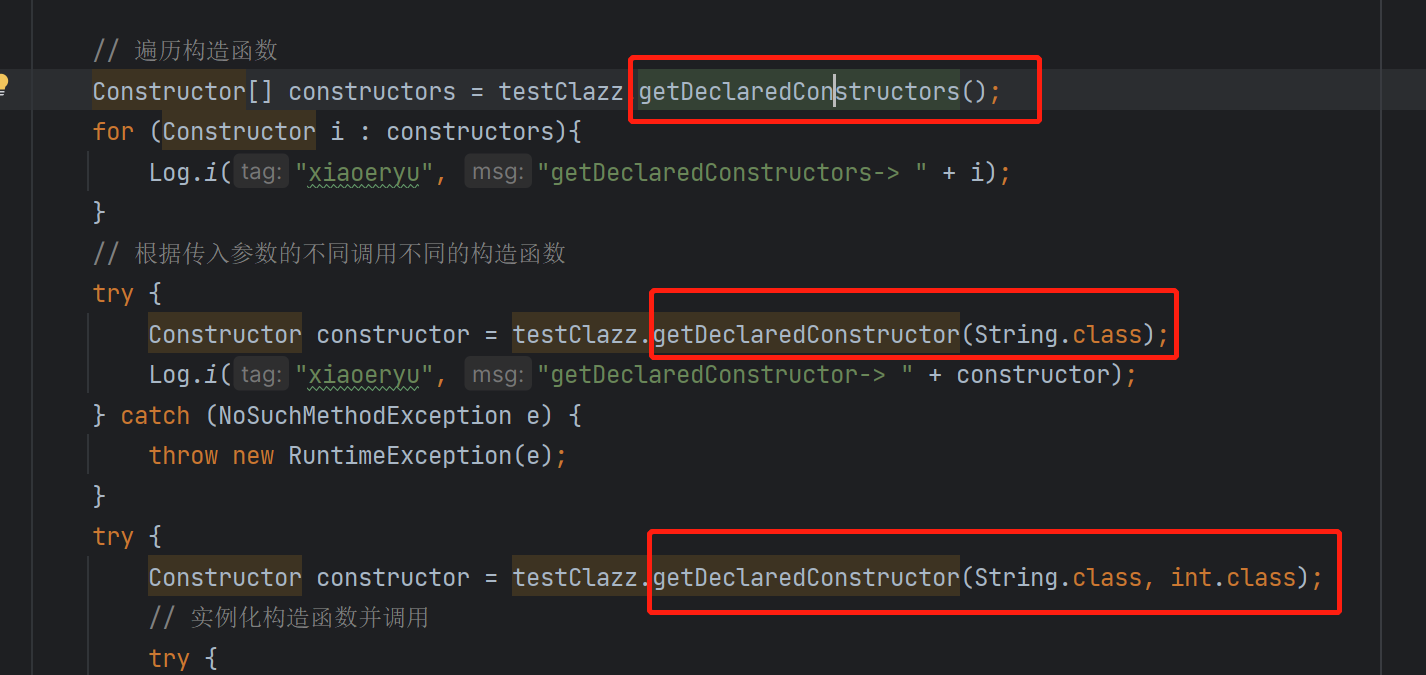 // 遍历构造函数
Constructor[] constructors = testClazz.getDeclaredConstructors();
for (Constructor i : constructors){
Log.i( tag: "xiaoeryu", msg: "getDeclaredConstructors-> " + i);
}
// 根据传入参数的不同调用不同的构造函数
try {
Constructor constructor = testClazz.getDeclaredConstructor(String.class);
Log.i( tag: "xiaoeryu", msg: "getDeclaredConstructor-> " + constructor);
} catch (NoSuchMethodException e) {
throw new RuntimeException(e);
}
try {
Constructor constructor = testClazz.getDeclaredConstructor(String.class, int.class);
// 实例化构造函数并调用
try {